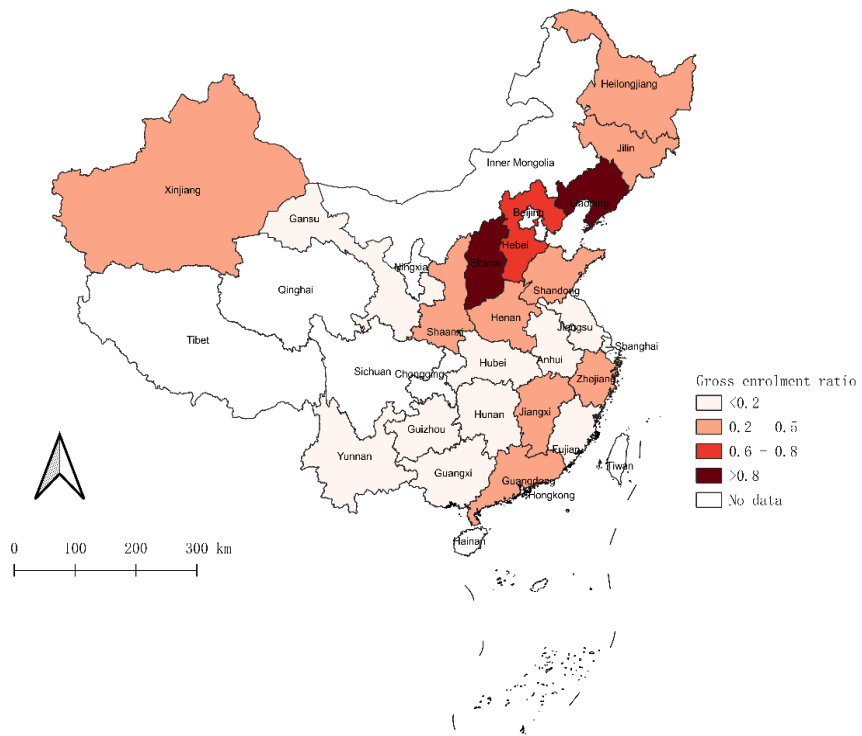 Heilongjiang
Jilin
Inner Mongolia
Xinjiang
Liaoning
Beijing
Gansu
Hebei
Shanxi
Ningxia
Qinghai
Shandong
Henan
Shaanxi
Jiangsu
Tibet
Shanghai
Hubei
Anhui
Sichuan
Chongqing
Zhejiang
Hunan
Jiangxi
Guizhou
Fujian
Yunnan
Guangxi
Tiwan
Guangdong
Hongkong
Hainan
Gross enrolment ratio
<0.2
0.2 0.5
0.6 - 0.8
>0.8
No data
0 100 200 300 km